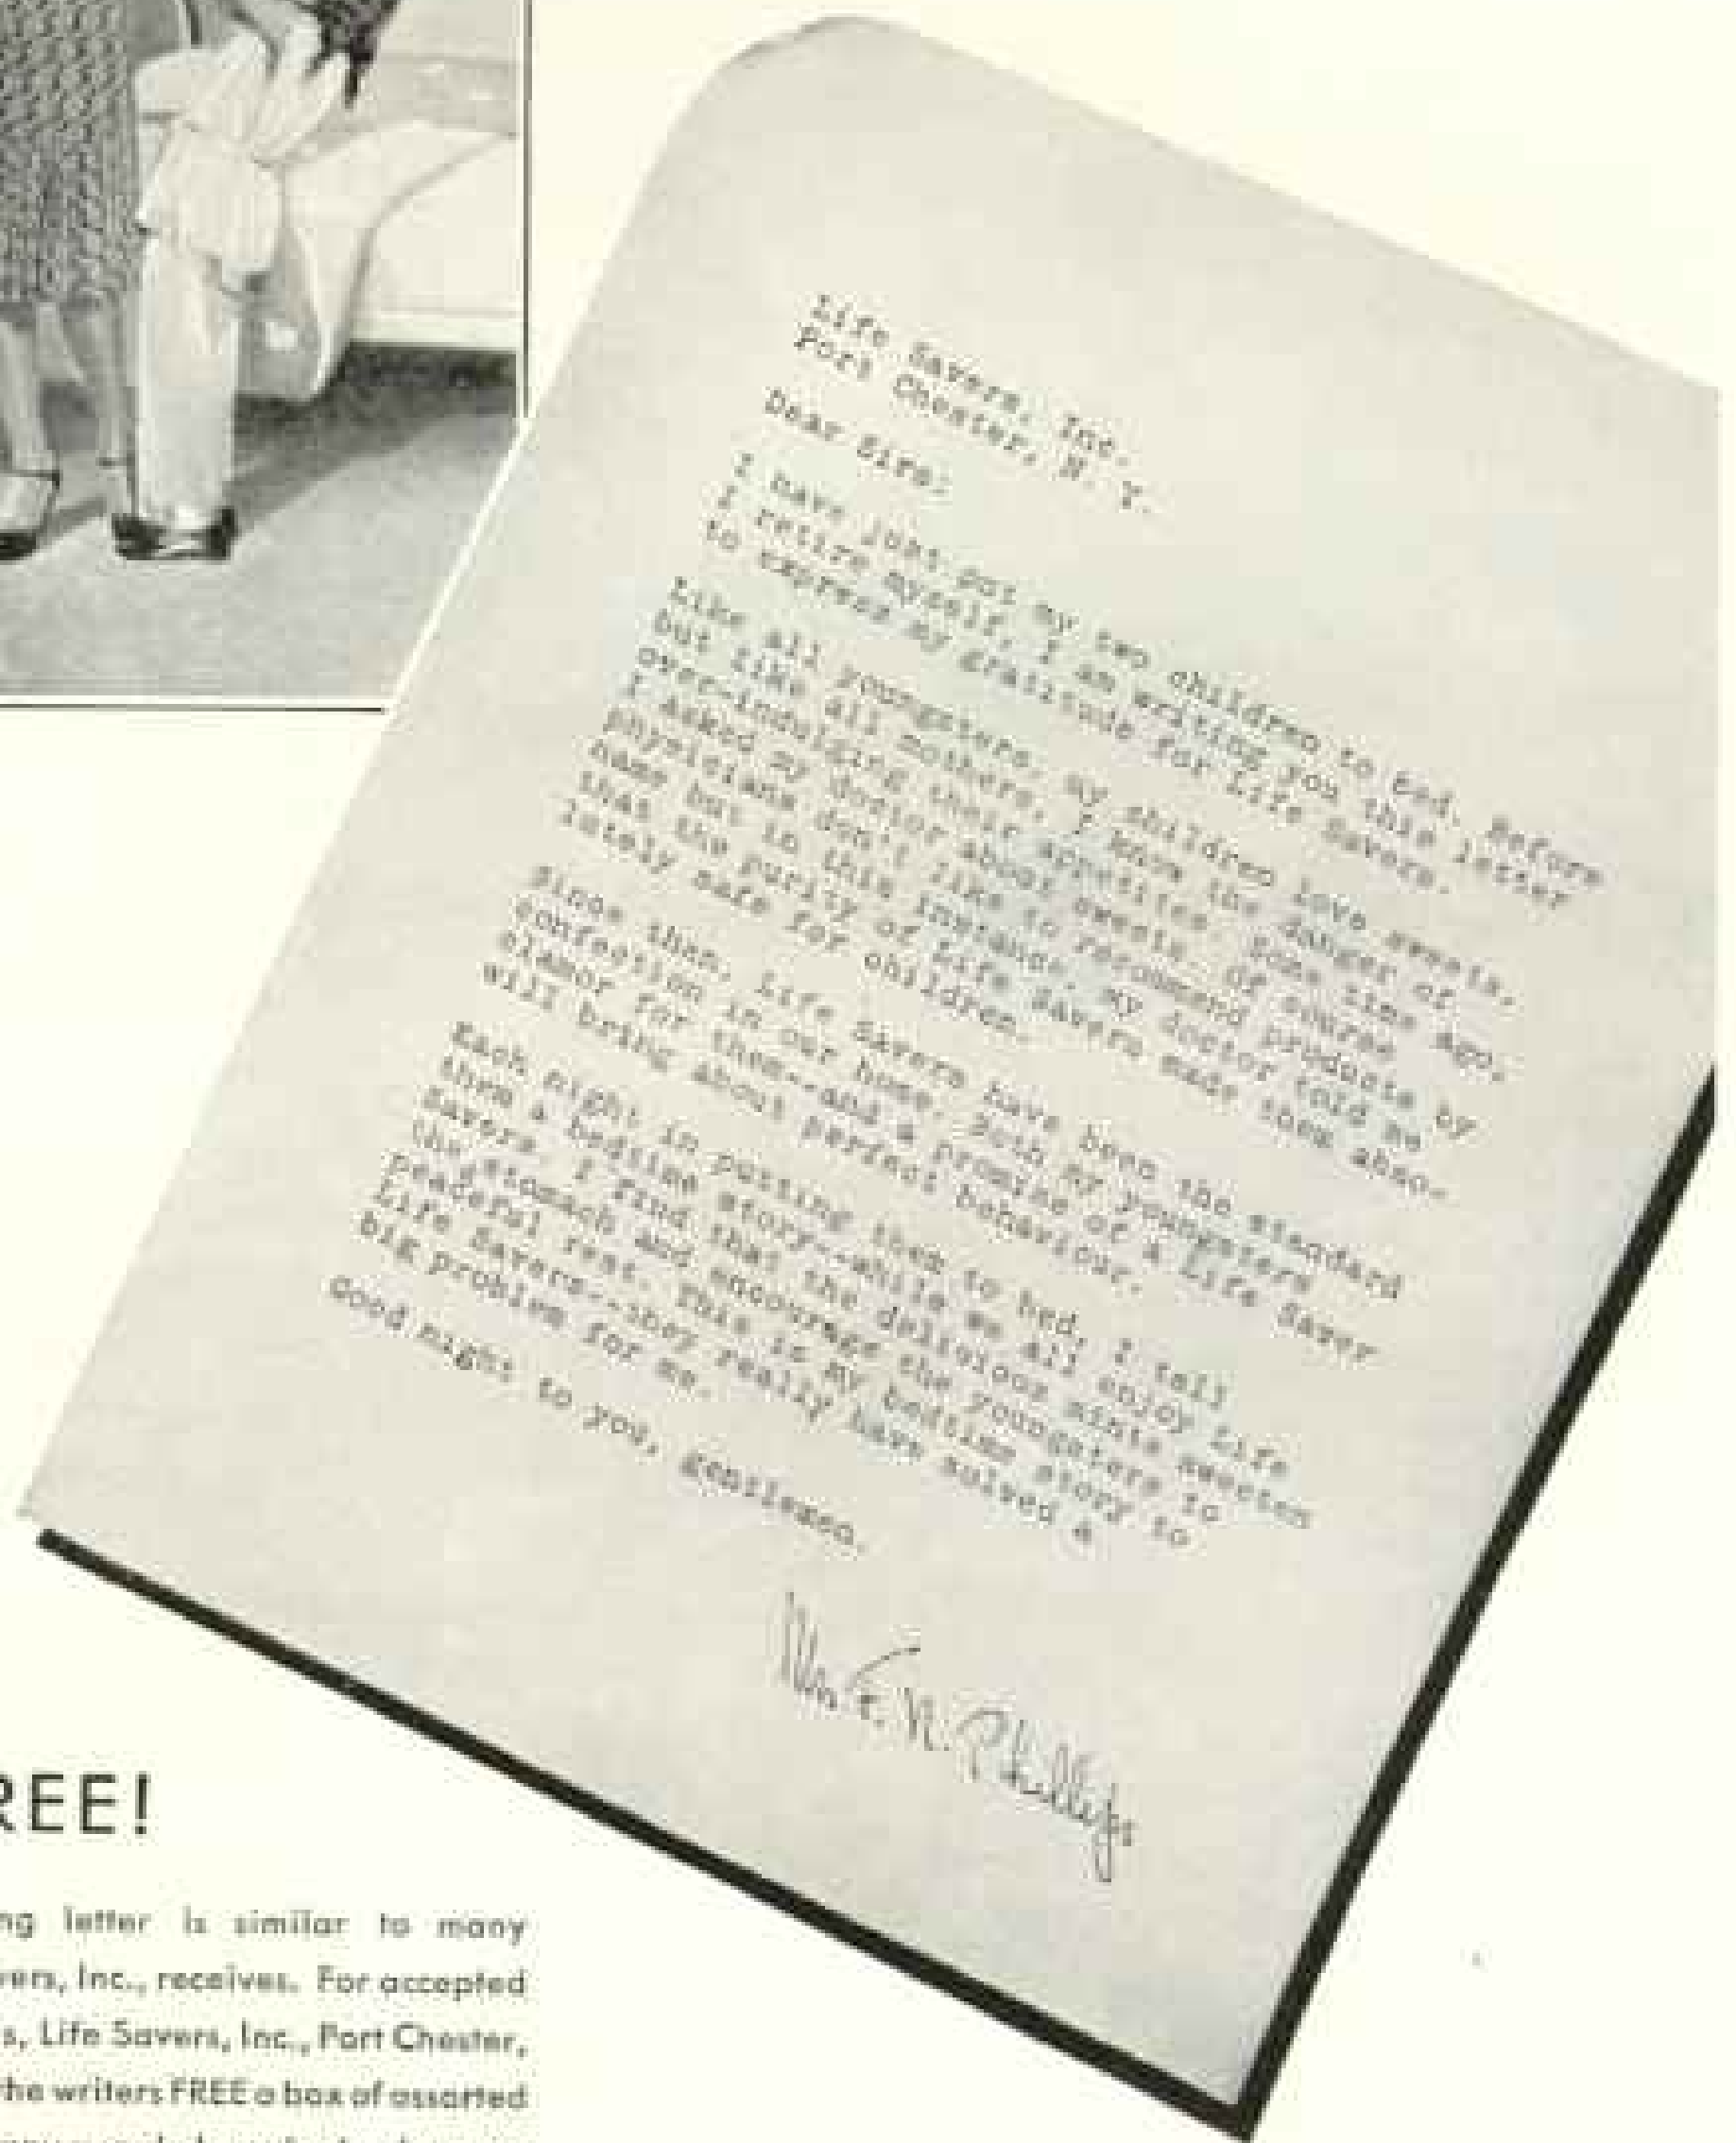 Life Savers, Inc.
Port Chester, N. Y.
Dear Sirs:
I have just put my two children to bed. Before
I retire myself, I am writing you this letter
to express my gratitude for Life Savers.
Like all youngsters, my children love sweets,
but like all mothers, I know the danger of
over-indulging their appetites. Some time ago,
I asked my doctor about sweets. Of course
physicians don't like to recommend products by
name but in this instance, my doctor told me
that the purity of Life Savers made them abso-
lutely safe for children.
Since then, Life Savers have been the standard
confection in our home. Both my youngsters
clamor for them--and a promise of a Life Saver
will bring about perfect behaviour.
Each night in putting them to bed, I tell
them a bedtime story--while we all enjoy Life
Savers. I find that the delicious mints sweeten
the stomach and encourage the youngsters to
peaceful rest. This is my bedtime story to
Life Savers--they really have solved a
big problem for me.
Good night to you, gentlemen.
Mrs. F. N. Phillips
REE!
ng letter is similar to many
vers, Inc., receives. For accepted
s, Life Savers, Inc., Port Chester,
the writers FREE a box of assorted